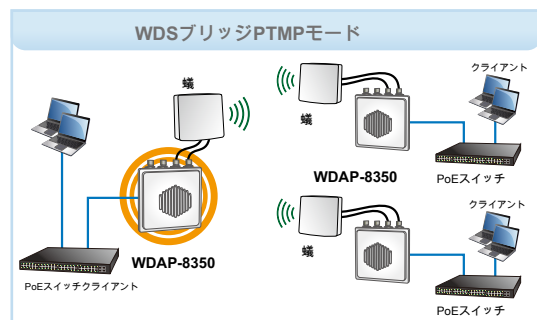 WDSブリッジPTMPモード
蟻
WDAP-8350
PoEスイッチクライアント
蟻
WDAP-8350
クライアント
PoEスイッチ
蟻
クライアント
PoEスイッチ